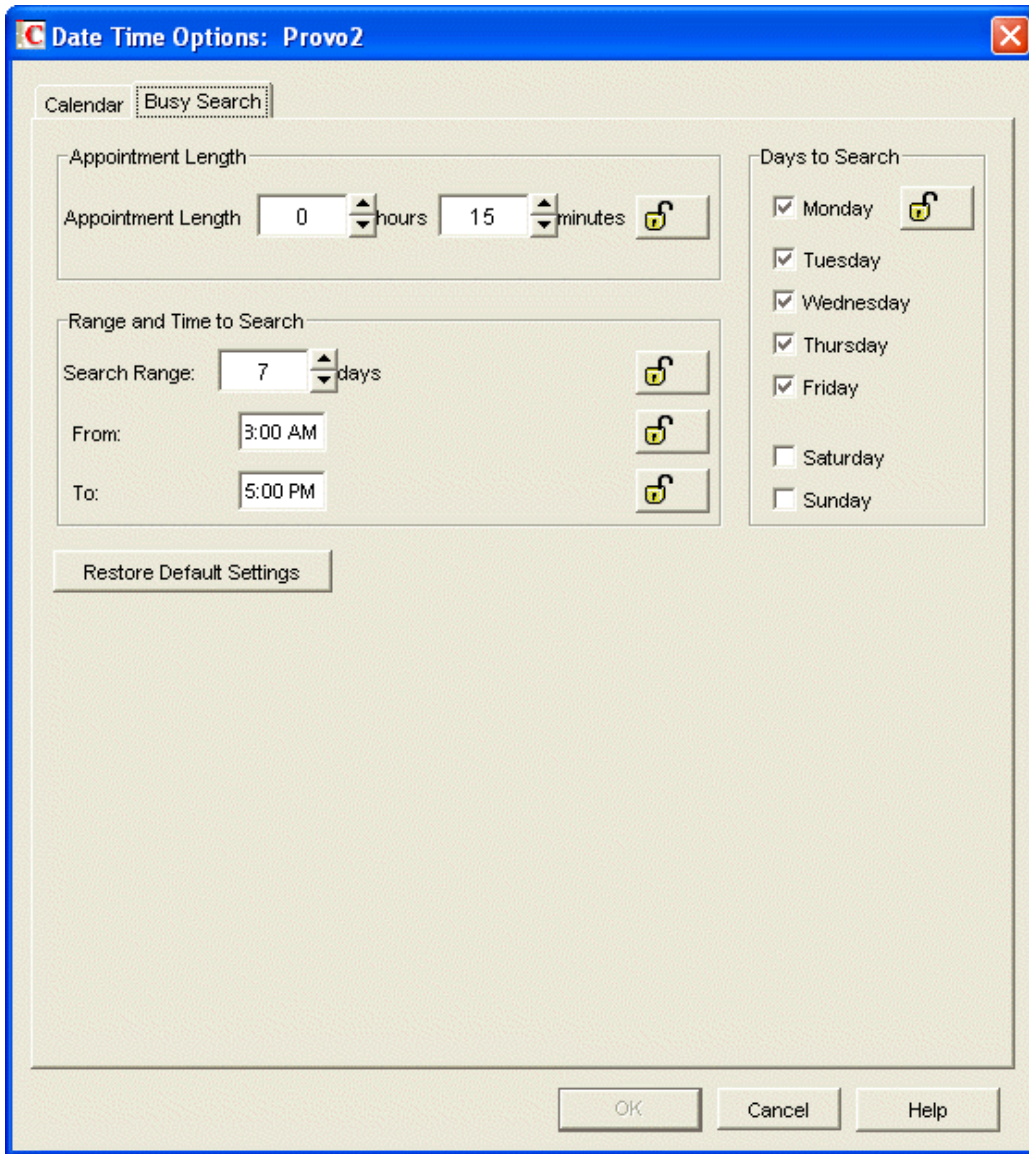 Date Time Options: Provo2
Calendar Busy Search
Appointment Length
Appointment Length 0 hours 15 minutes
Range and Time to Search
Search Range: 7 days
From: AM
To: 5:00 PM
Days to Search
Monday
Tuesday
Wednesday
Thursday
Friday
Saturday
Sunday
Restore Default Settings
OK Cancel Help